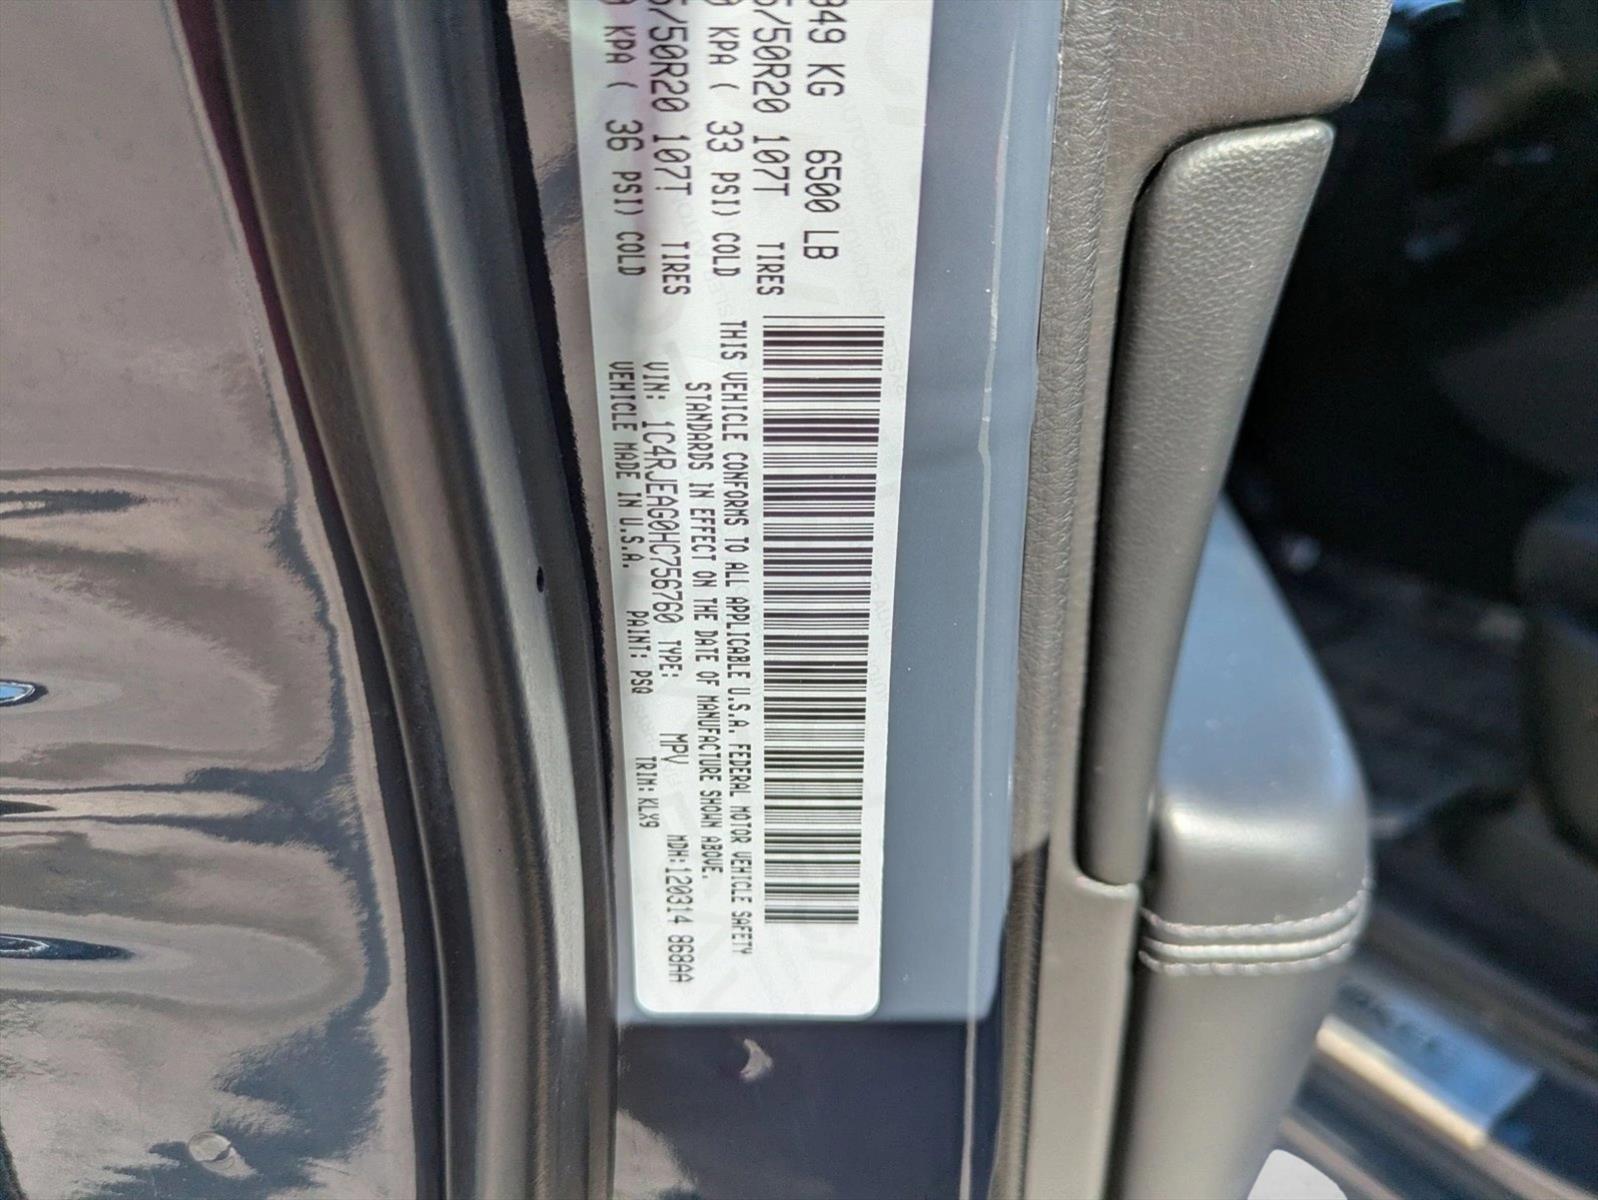 849 KG 6500 LB
/50R20 107T TIRES
KPA ( 33 PSI) COLD
/50R20 107T TIRES
KPA ( 36 PSI) COLD
THIS VEHICLE CONFORMS TO ALL APPLICABLE U.S.A. FEDERAL MOTOR VEHICLE SAFETY
STANDARDS IN EFFECT ON THE DATE OF MANUFACTURE SHOWN ABOVE.
VIN: 1C4RJEAG0HC756760 TYPE: MPV MDH:120314 868AA
VEHICLE MADE IN U.S.A. PAINT: PSQ TRIM: KLX9